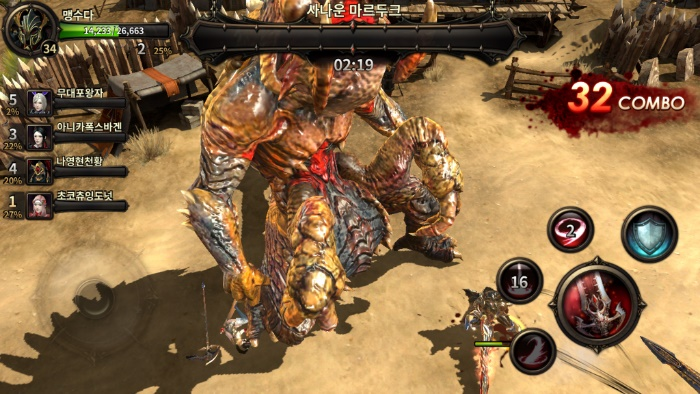 맹수다
사나운 마르두크
14,233/26,663
34
2
25%
02:19
5
무대포왕자
2%
32 COMBO
3
아니카폭스바겐
22%
4
나영현천황
20%
1
초코츄잉도넛
27%
2
16